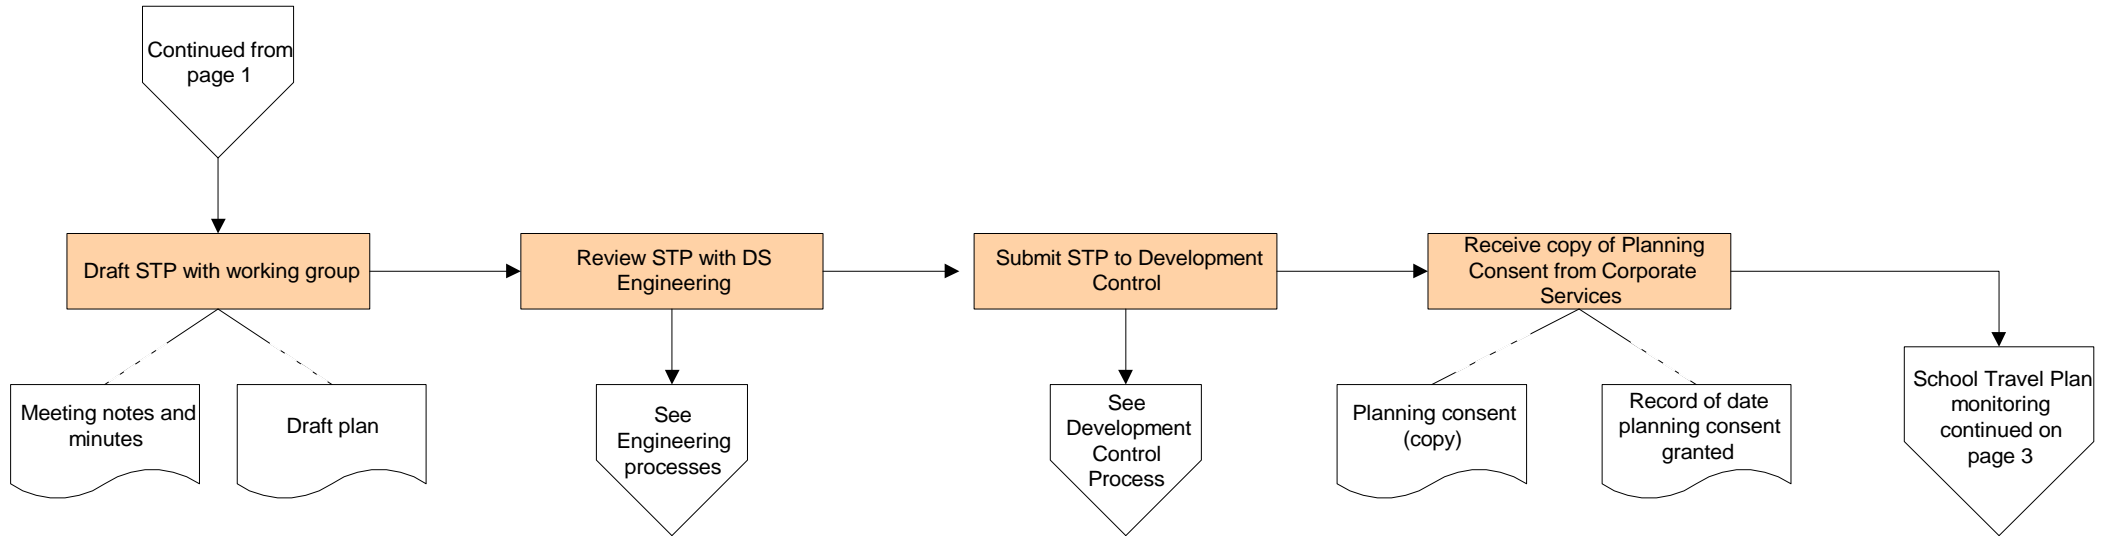 Continued from
page 1
Draft STP with working group
Review STP with DS
Engineering
Submit STP to Development
Control
Receive copy of Planning
Consent from Corporate
Services
Meeting notes and
minutes
Draft plan
See
Engineering
processes
See
Development
Control
Process
Planning consent
(copy)
Record of date
planning consent
granted
School Travel Plan
monitoring
continued on
page 3